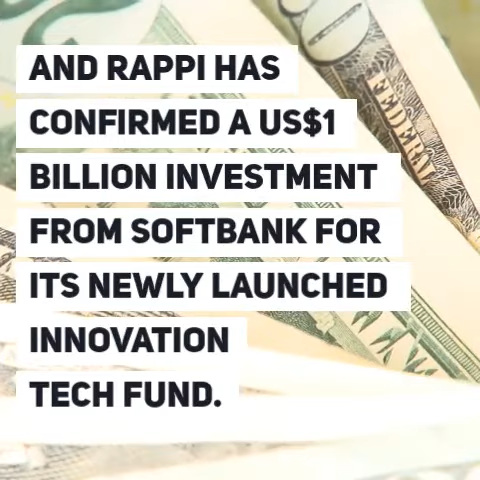 AND RAPPI HAS
CONFIRMED A US$1
BILLION INVESTMENT
FROM SOFTBANK FOR
ITS NEWLY LAUNCHED
INNOVATION
TECH FUND.
FEDERAL